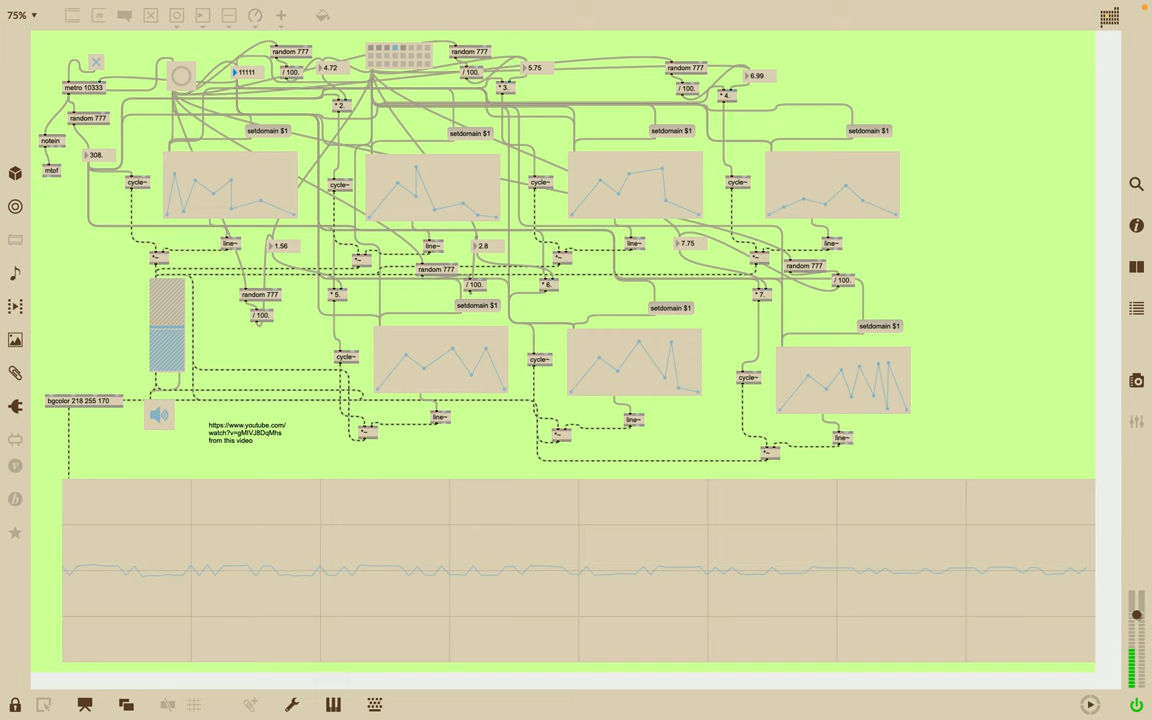 75%
random 777
random 777
11111
/ 100.
4.72
/ 100.
5.75
random 777
6.99
metro 10333
* 3.
/ 100.
* 4.
* 2.
random 777
setdomain $1
setdomain $1
setdomain $1
setdomain $1
notein
308.
mtof
cycle~
cycle~
cycle~
cycle~
line~
1.56
line~
2.8
line~
7.75
line~
*~
*~
*~
*~
random 777
random 777
/ 100.
/ 100.
* 6.
random 777
* 5.
* 7.
/ 100.
setdomain $1
setdomain $1
setdomain $1
cycle~
cycle~
cycle~
bgcolor 218 255 170
line~
line~
line~
*~
*~
*~
https://www.youtube.com/
watch?v=gMIVJ8DqMhs
from this video